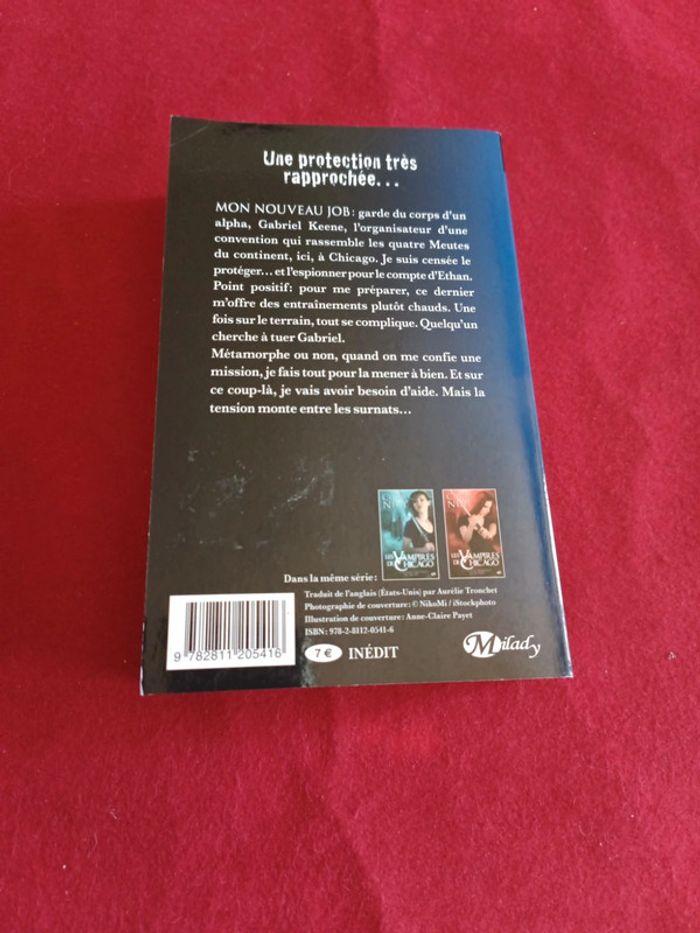 Une protection très
rapprochée...
MON NOUVEAU JOB : garde du corps d'un
alpha, Gabriel Keene, l'organisateur d'une
convention qui rassemble les quatre Meutes
du continent, ici, à Chicago. Je suis censée le
protéger... et l'espionner pour le compte d'Ethan.
Point positif : pour me préparer, ce dernier
m'offre des entraînements plutôt chauds. Une
fois sur le terrain, tout se complique. Quelqu'un
cherche à tuer Gabriel.
Métamorphe ou non, quand on me confie une
mission, je fais tout pour la mener à bien. Et sur
ce coup-là, je vais avoir besoin d'aide. Mais la
tension monte entre les surnats...
LES VAMPIRES DE CHICAGO
LES VAMPIRES DE CHICAGO
Dans la même série :
Traduit de l'anglais (États-Unis) par Aurélie Tronchet
Photographie de couverture : © NikoMi / iStockphoto
Illustration de couverture : Anne-Claire Payet
ISBN : 978-2-8112-0541-6
9 782811 205416
7 €
INÉDIT
Milady